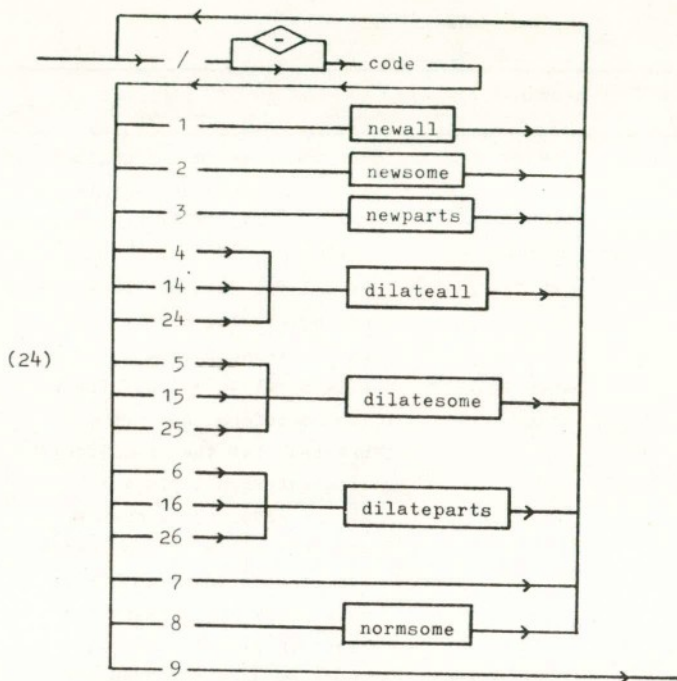 -
/ code
1 newall
2 newsome
3 newparts
4
14 dilateall
24
(24)
5
15 dilatesome
25
6
16 dilateparts
26
7
8 normsome
9